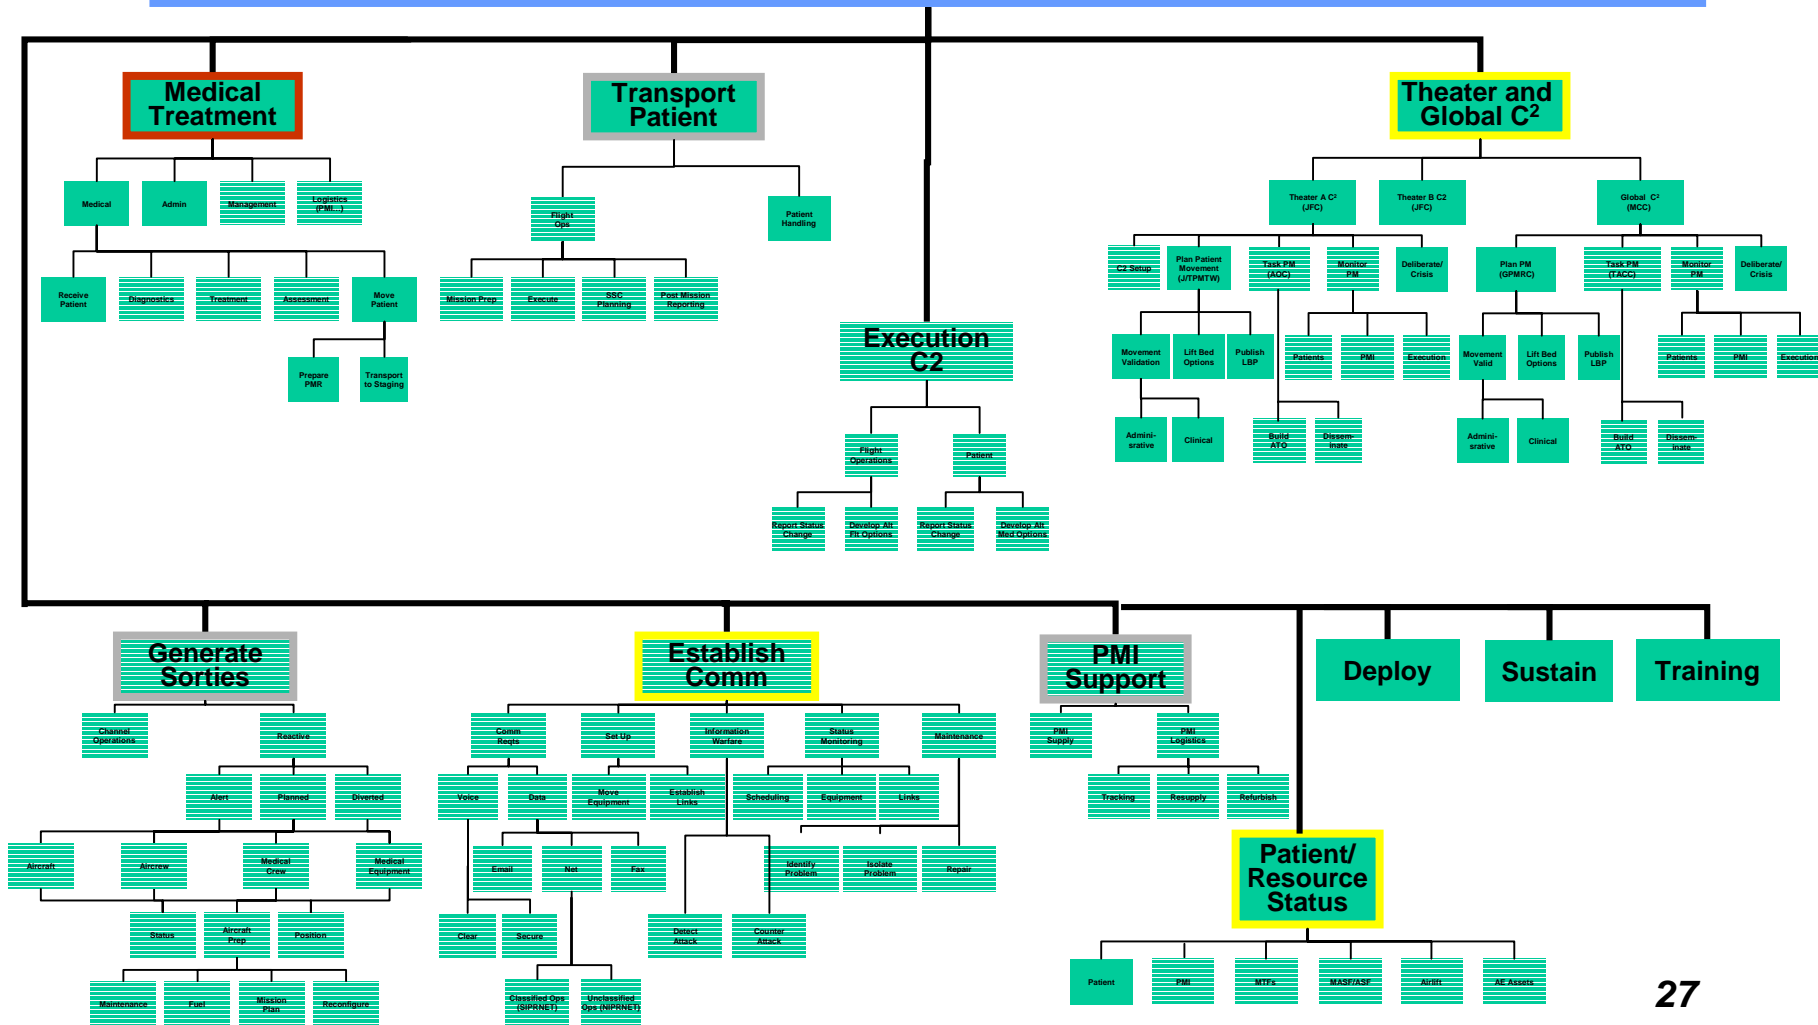 Medical
Treatment
Transport
Patient
Theater and
Global C²
Medical
Admin
Management
Logistics
(PMI...)
Receive
Patient
Diagnostics
Treatment
Assessment
Move
Patient
Prepare
PMR
Transport
to Staging
Flight
Ops
Patient
Handling
Mission Prep
Execute
SSC
Planning
Post Mission
Reporting
Execution
C2
Flight
Operations
Patient
Report Status
Change
Develop Alt
Flt Options
Report Status
Change
Develop Alt
Med Options
Theater A C²
(JFC)
Theater B C2
(JFC)
Global C²
(MCC)
C2 Setup
Plan Patient
Movement
(J/TPMTW)
Task PM
(AOC)
Monitor
PM
Deliberate/
Crisis
Plan PM
(GPMRC)
Task PM
(TACC)
Monitor
PM
Deliberate/
Crisis
Movement
Validation
Lift Bed
Options
Publish
LBP
Patients
PMI
Execution
Movement
Valid
Lift Bed
Options
Publish
LBP
Patients
PMI
Execution
Admini-
srative
Clinical
Build
ATO
Dissem-
inate
Admini-
srative
Clinical
Build
ATO
Dissem-
inate
Generate
Sorties
Establish
Comm
PMI
Support
Deploy
Sustain
Training
Channel
Operations
Reactive
Alert
Planned
Diverted
Aircraft
Aircrew
Medical
Crew
Medical
Equipment
Status
Aircraft
Prep
Position
Maintenance
Fuel
Mission
Plan
Reconfigure
Comm
Reqts
Set Up
Information
Warfare
Status
Monitoring
Maintenance
Voice
Data
Move
Equipment
Establish
Links
Scheduling
Equipment
Links
Email
Net
Fax
Identify
Problem
Isolate
Problem
Repair
Clear
Secure
Detect
Attack
Counter
Attack
Classified Ops
(SIPRNET)
Unclassified
Ops (NIPRNET)
PMI
Supply
PMI
Logistics
Tracking
Resupply
Refurbish
Patient/
Resource
Status
Patient
PMI
MTFs
MASF/ASF
Airlift
AE Assets
27